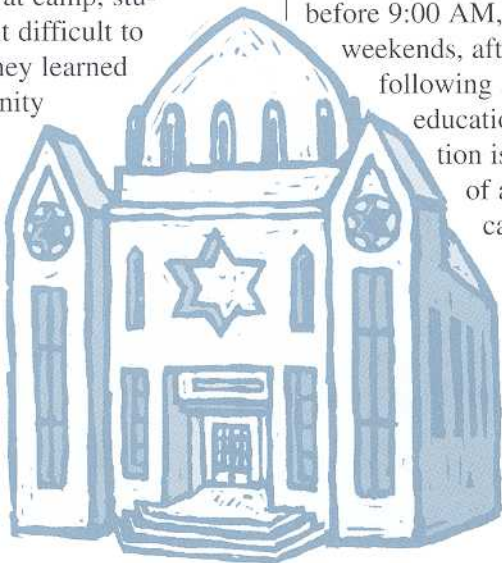 at camp, stu-
t difficult to
hey learned
nity
before 9:00 AM,
weekends, aft
following
educatio
tion is
of a
ca